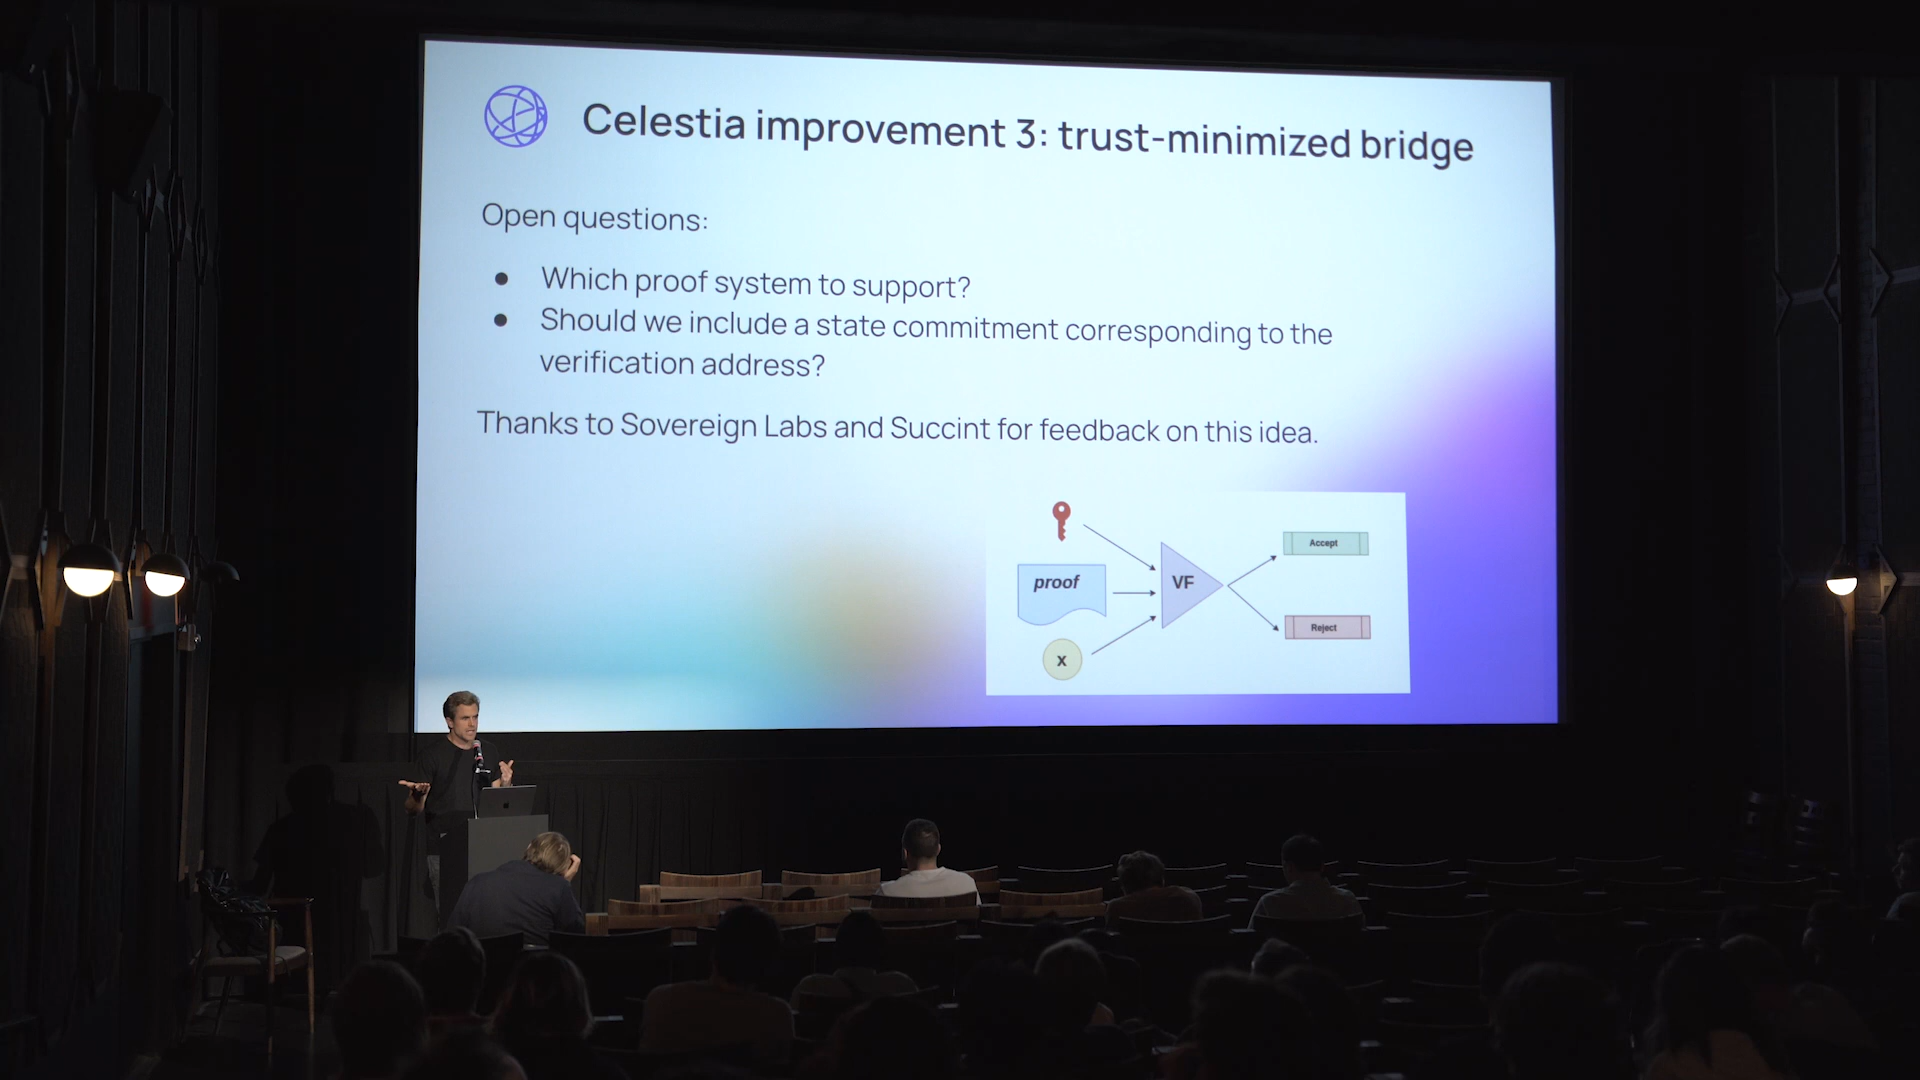 Celestia improvement 3: trust-minimized bridge
Open questions:
● Which proof system to support?
● Should we include a state commitment corresponding to the
verification address?
Thanks to Sovereign Labs and Succint for feedback on this idea.
Accept
proof
VF
Reject
x